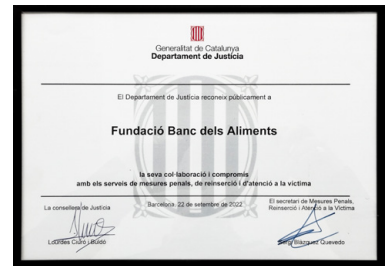 Generalitat de Catalunya
Departament de Justícia
El Departament de Justícia reconeix públicament a
Fundació Banc dels Aliments
la seva col·laboració i compromís
amb els serveis de mesures penals, de reinserció i d'atenció a la víctima
La consellera de Justícia
Barcelona, 22 de setembre de 2022
El secretari de Mesures Penals,
Reinserció i Atenció a la Víctima
Lourdes Ciuró i Buldó
Sergi Blázquez Quevedo